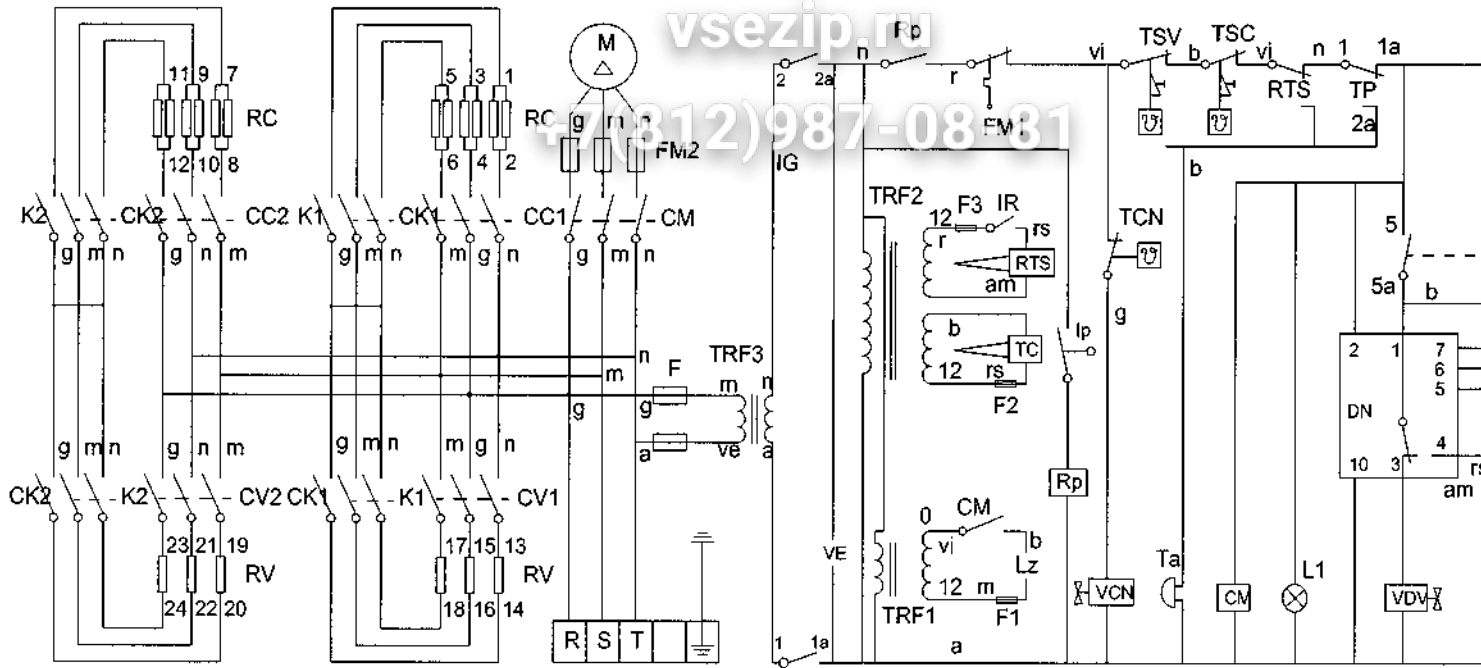 vsezip.ru
+7(812)987-08-81
11 9 7
12 10 8
RC
5 3 1
6 4 2
RC
M
g m n
FM2
K2 CK2 CC2 K1 CK1 CC1 CM
g m n g n m g m n m g n g m n
n
m
g
g m n g n m g m n m g n
CK2 K2 CV2 CK1 K1 CV1
23 21 19
24 22 20
RV
17 15 13
18 16 14
RV
R S T
F
g
a
TRF3
m
ve
a
2 2a
IG
1 1a
VE
n
Rp
r
FM1
vi
TSV
b
TSC
vi
RTS
n
1 1a
TP
2a
b
TRF2
12 F3 IR
r
rs
RTS
am
b
TC
12 rs
F2
Ip
Rp
TCN
g
0 CM
vi
b
Lz
12 m
F1
TRF1
a
VCN
Ta
CM
L1
VDV
5
5a
b
2 1 7
6
5
DN
4
10 3
am